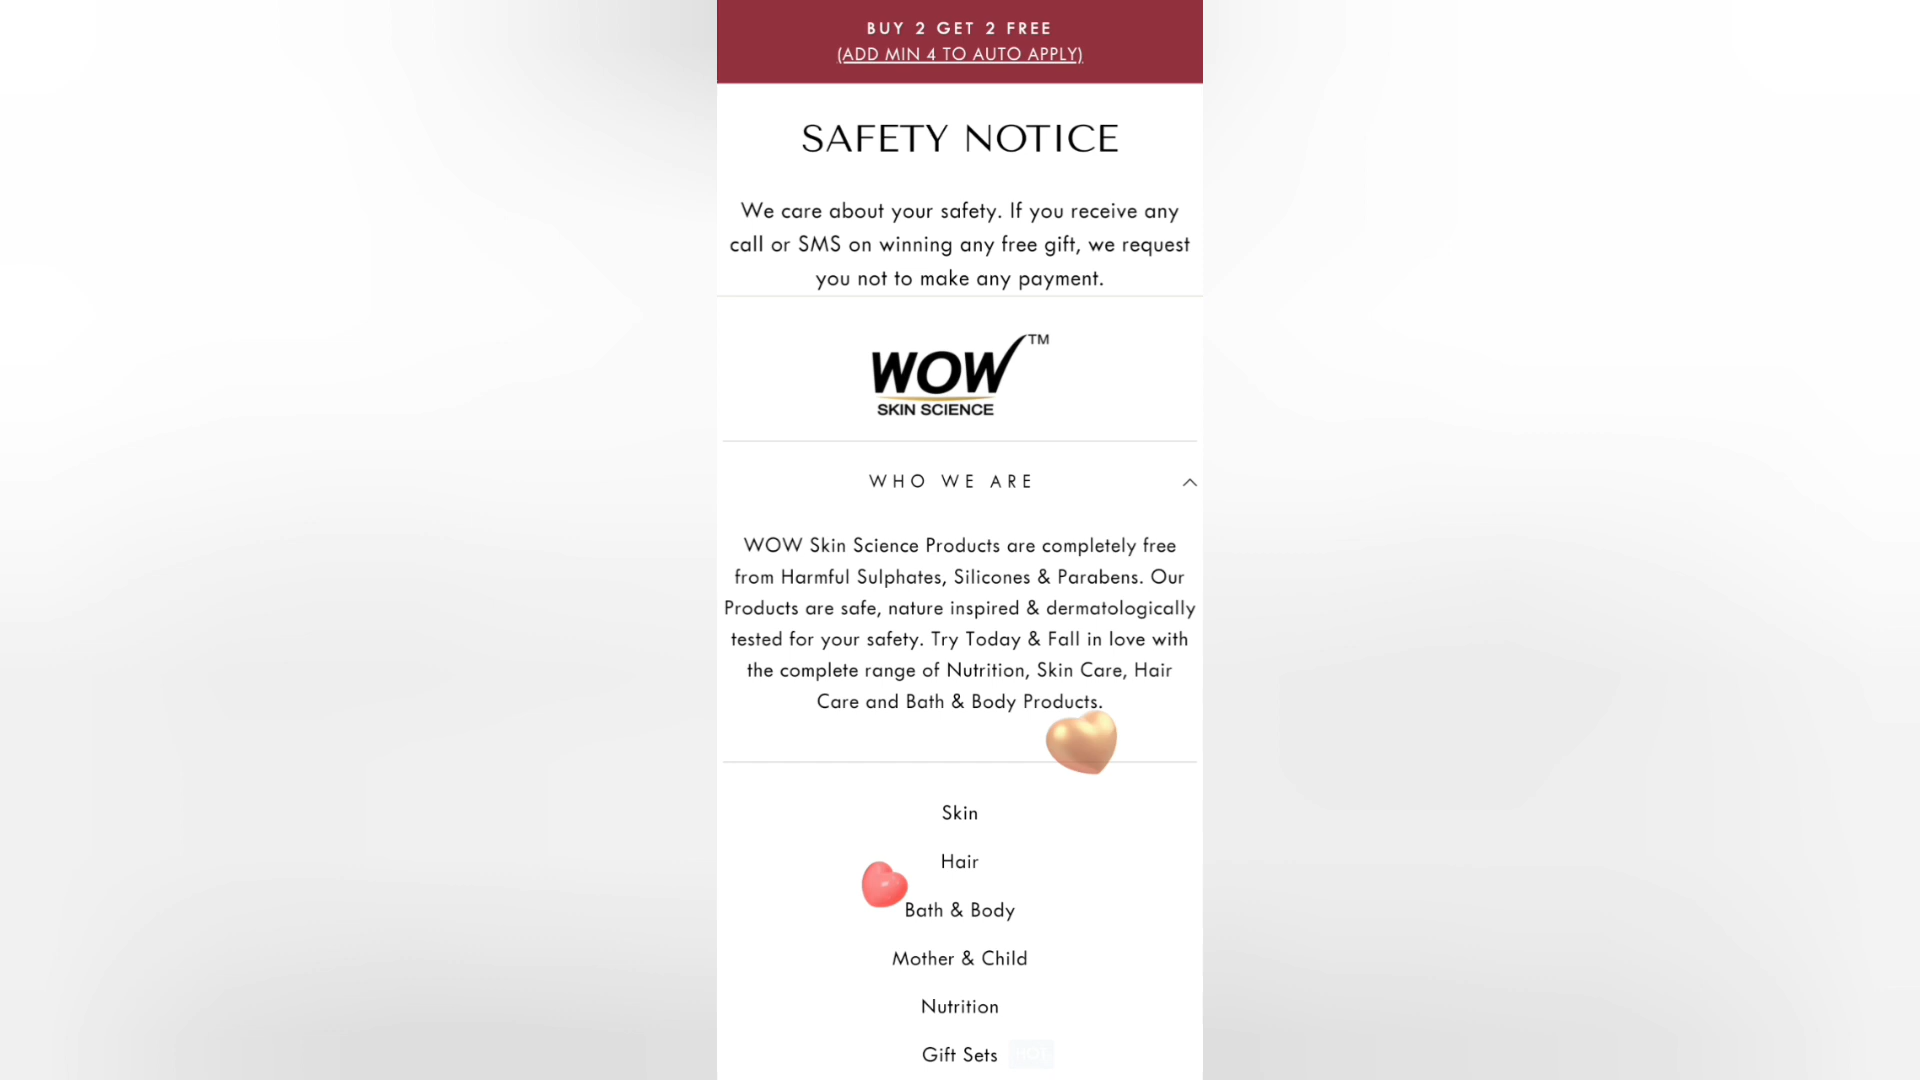 BUY 2 GET 2 FREE
(ADD MIN 4 TO AUTO APPLY)
SAFETY NOTICE
We care about your safety. If you receive any
call or SMS on winning any free gift, we request
you not to make any payment.
WOW TM
SKIN SCIENCE
WHO WE ARE
WOW Skin Science Products are completely free
from Harmful Sulphates, Silicones & Parabens. Our
Products are safe, nature inspired & dermatologically
tested for your safety. Try Today & Fall in love with
the complete range of Nutrition, Skin Care, Hair
Care and Bath & Body Products.
Skin
Hair
Bath & Body
Mother & Child
Nutrition
Gift Sets HOT